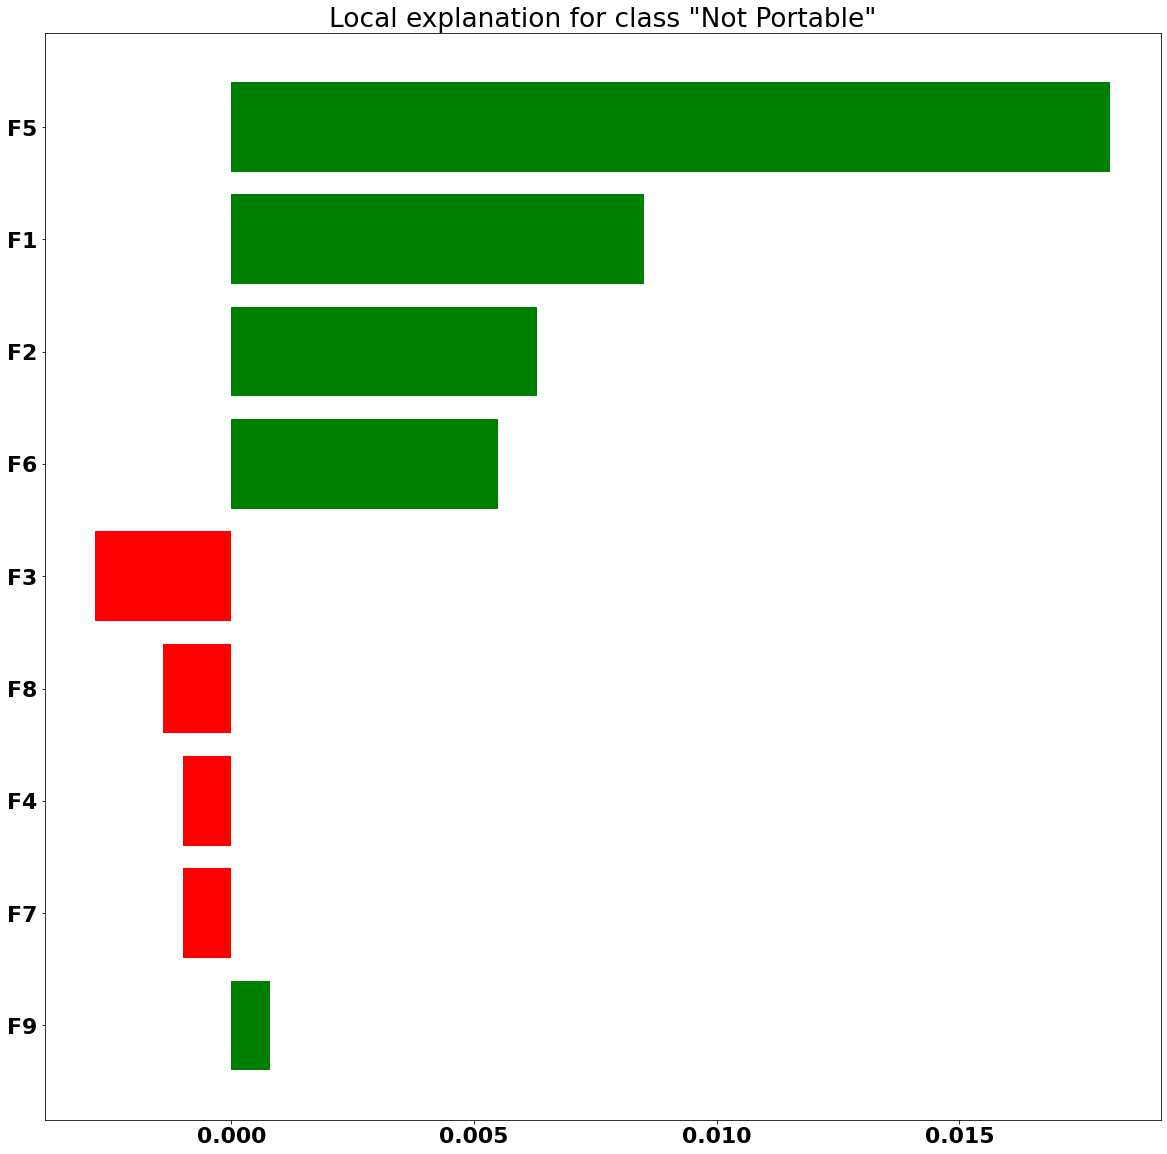 Local explanation for class "Not Portable"
F5
F1
F2
F6
F3
F8
F4
F7
F9
0.000 0.005 0.010 0.015